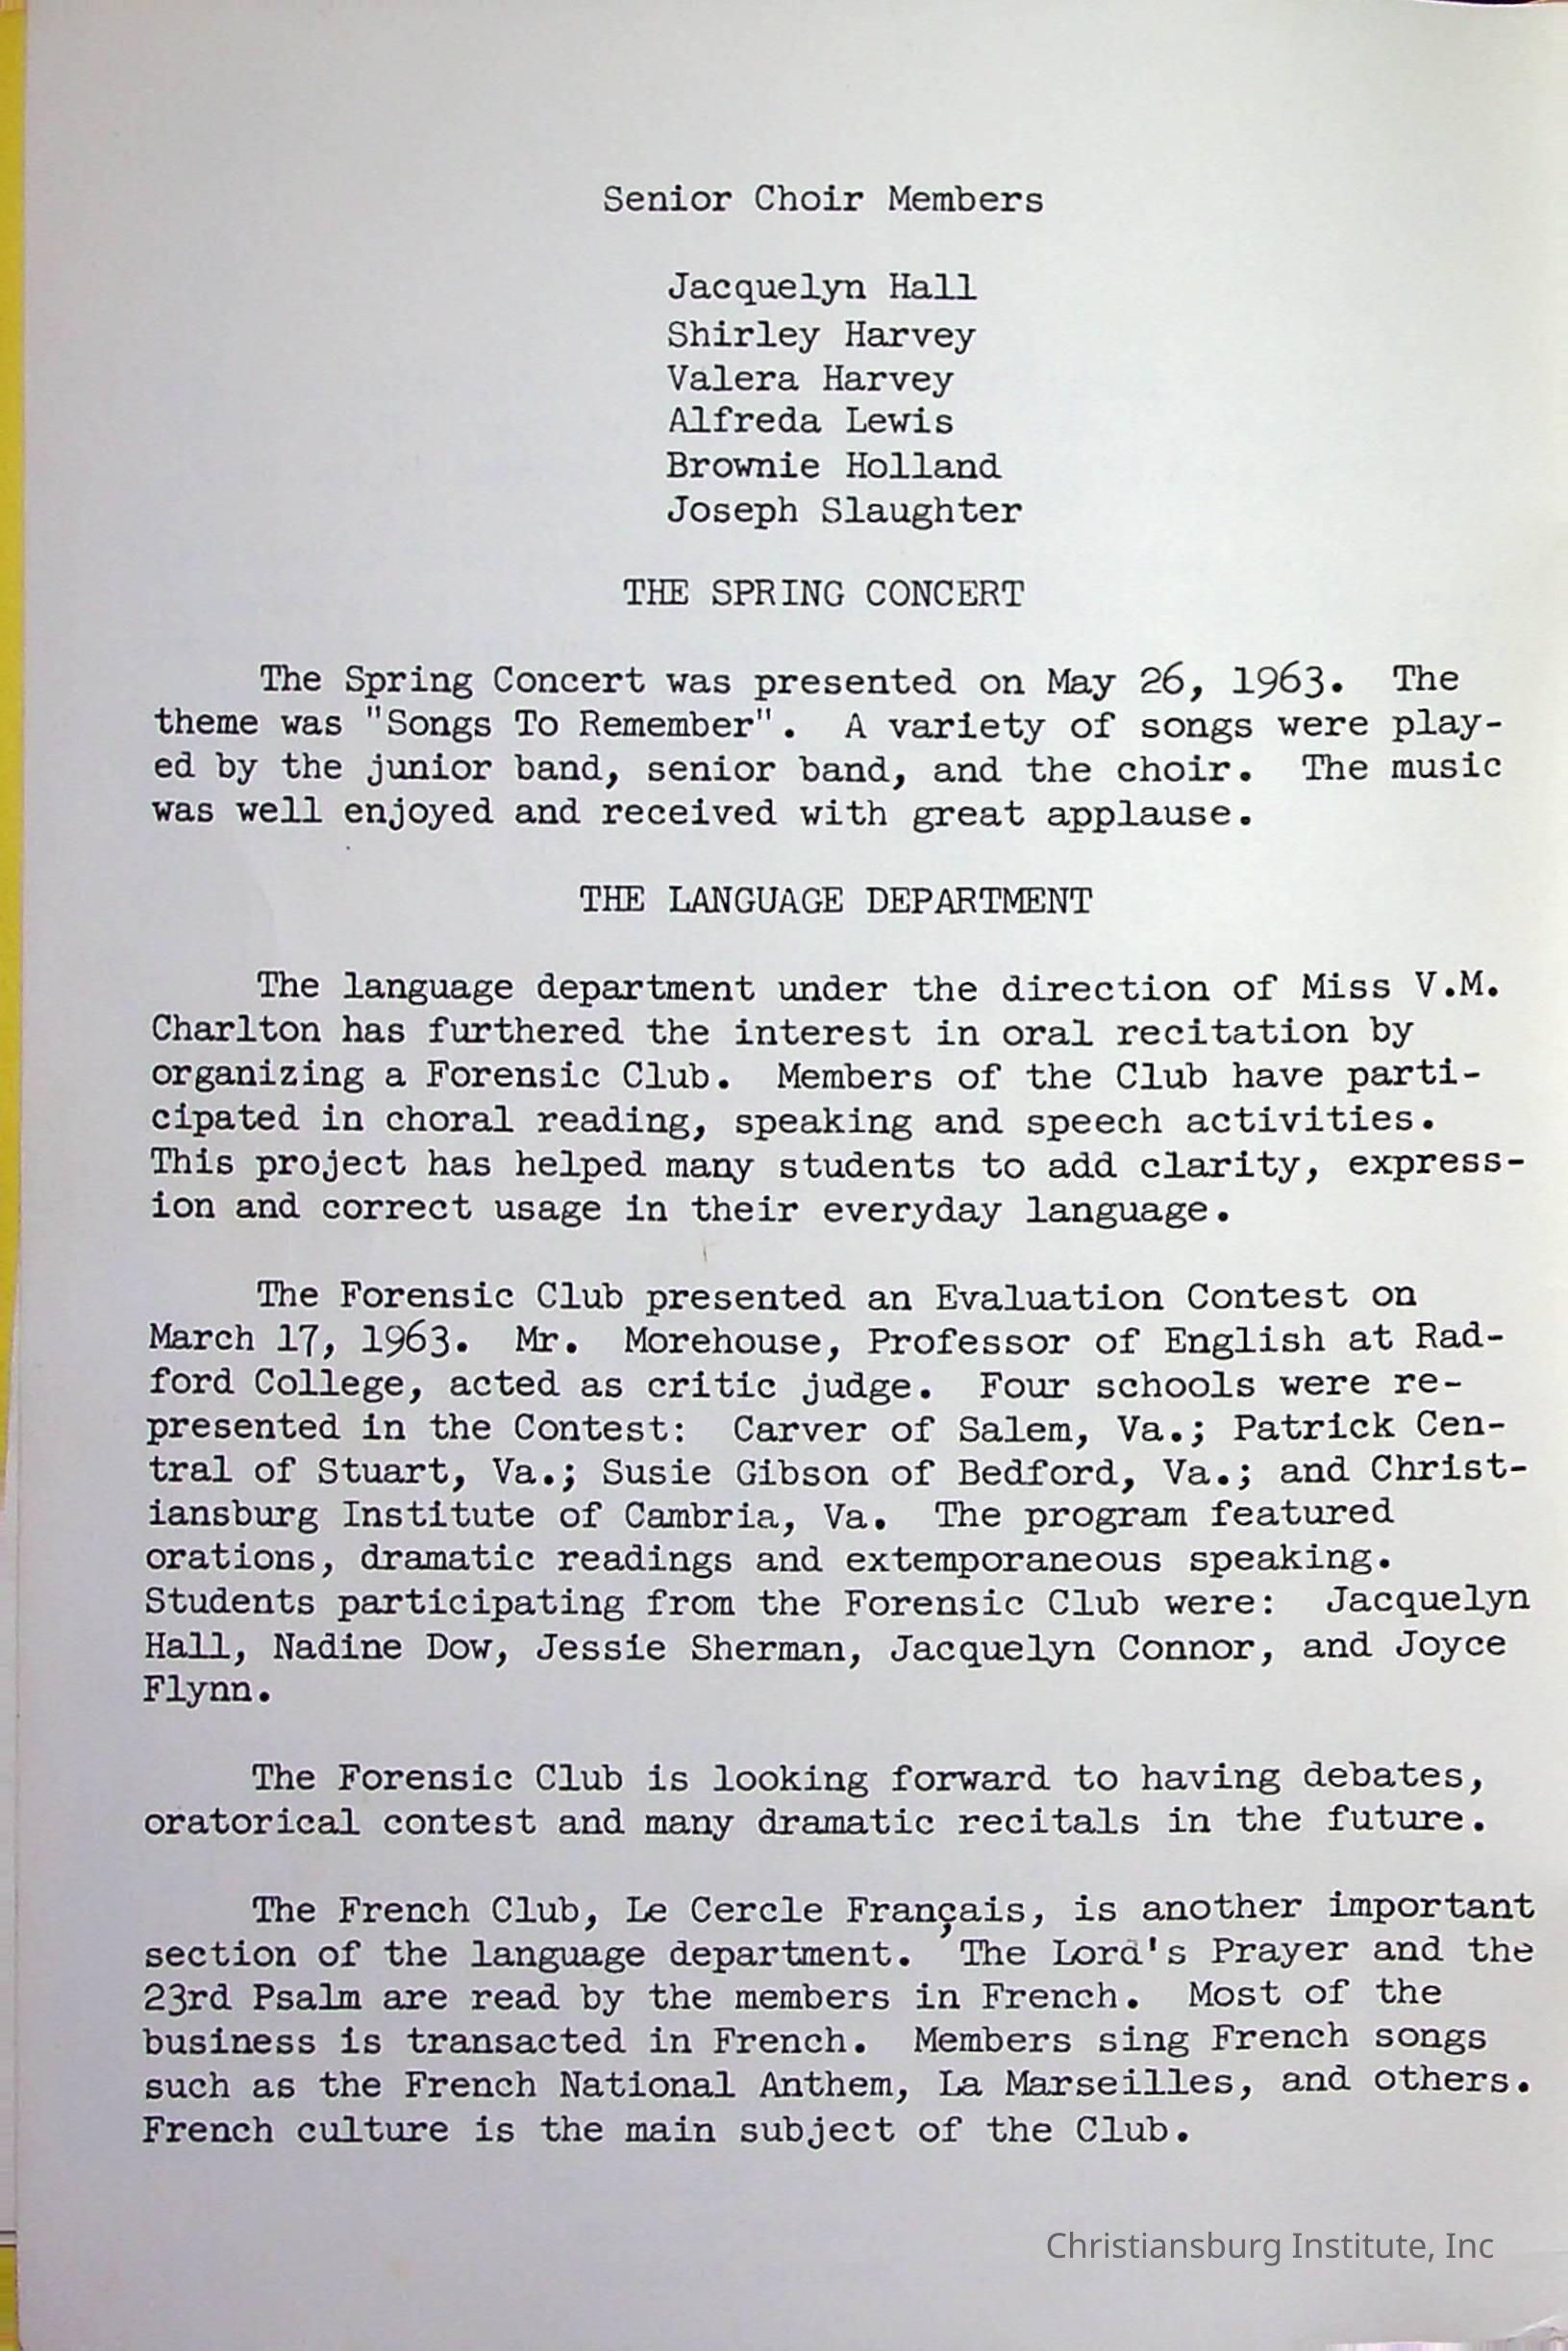 Senior Choir Members
Jacquelyn Hall
Shirley Harvey
Valera Harvey
Alfreda Lewis
Brownie Holland
Joseph Slaughter
THE SPRING CONCERT
The Spring Concert was presented on May 26, 1963. The
theme was "Songs To Remember". A variety of songs were play-
ed by the junior band, senior band, and the choir. The music
was well enjoyed and received with great applause.
THE LANGUAGE DEPARTMENT
The language department under the direction of Miss V.M.
Charlton has furthered the interest in oral recitation by
organizing a Forensic Club. Members of the Club have parti-
cipated in choral reading, speaking and speech activities.
This project has helped many students to add clarity, express-
ion and correct usage in their everyday language.
The Forensic Club presented an Evaluation Contest on
March 17, 1963. Mr. Morehouse, Professor of English at Rad-
ford College, acted as critic judge. Four schools were re-
presented in the Contest: Carver of Salem, Va.; Patrick Cen-
tral of Stuart, Va.; Susie Gibson of Bedford, Va.; and Christ-
iansburg Institute of Cambria, Va. The program featured
orations, dramatic readings and extemporaneous speaking.
Students participating from the Forensic Club were: Jacquelyn
Hall, Nadine Dow, Jessie Sherman, Jacquelyn Connor, and Joyce
Flynn.
The Forensic Club is looking forward to having debates,
oratorical contest and many dramatic recitals in the future.
The French Club, Le Cercle Français, is another important
section of the language department. The Lord's Prayer and the
23rd Psalm are read by the members in French. Most of the
business is transacted in French. Members sing French songs
such as the French National Anthem, La Marseilles, and others.
French culture is the main subject of the Club.
Christiansburg Institute, Inc